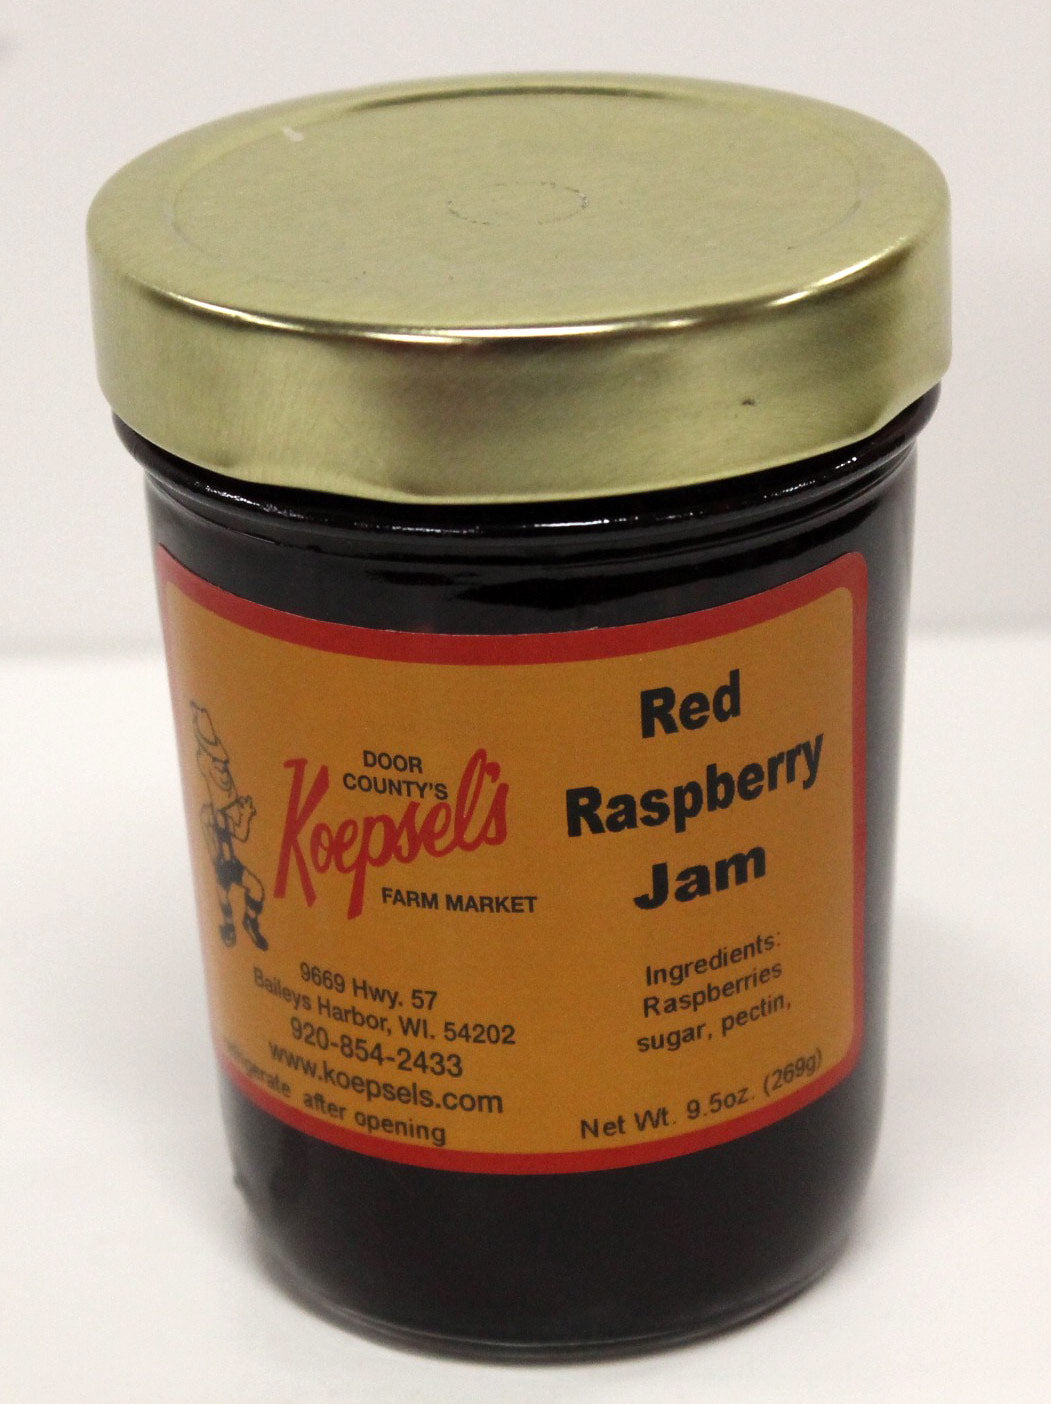 DOOR
COUNTY'S
Koepsel's
FARM MARKET
9669 Hwy. 57
Baileys Harbor, WI. 54202
920-854-2433
www.koepsels.com
after opening
Red
Raspberry
Jam
Ingredients:
Raspberries
sugar, pectin,
Net Wt. 9.5oz. (269g)